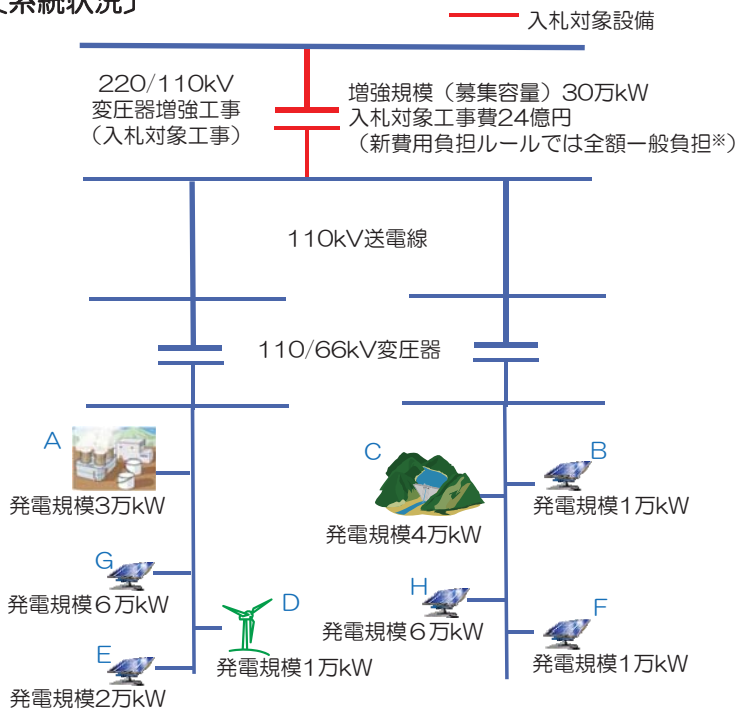 〔系統状況〕
入札対象設備
220/110kV
変圧器増強工事
（入札対象工事）
増強規模（募集容量）30万kW
入札対象工事費24億円
（新費用負担ルールでは全額一般負担※）
110kV送電線
110/66kV変圧器
A
発電規模3万kW
C
発電規模4万kW
B
発電規模1万kW
G
発電規模６万kW
D
発電規模1万kW
H
発電規模６万kW
F
発電規模1万kW
E
発電規模2万kW